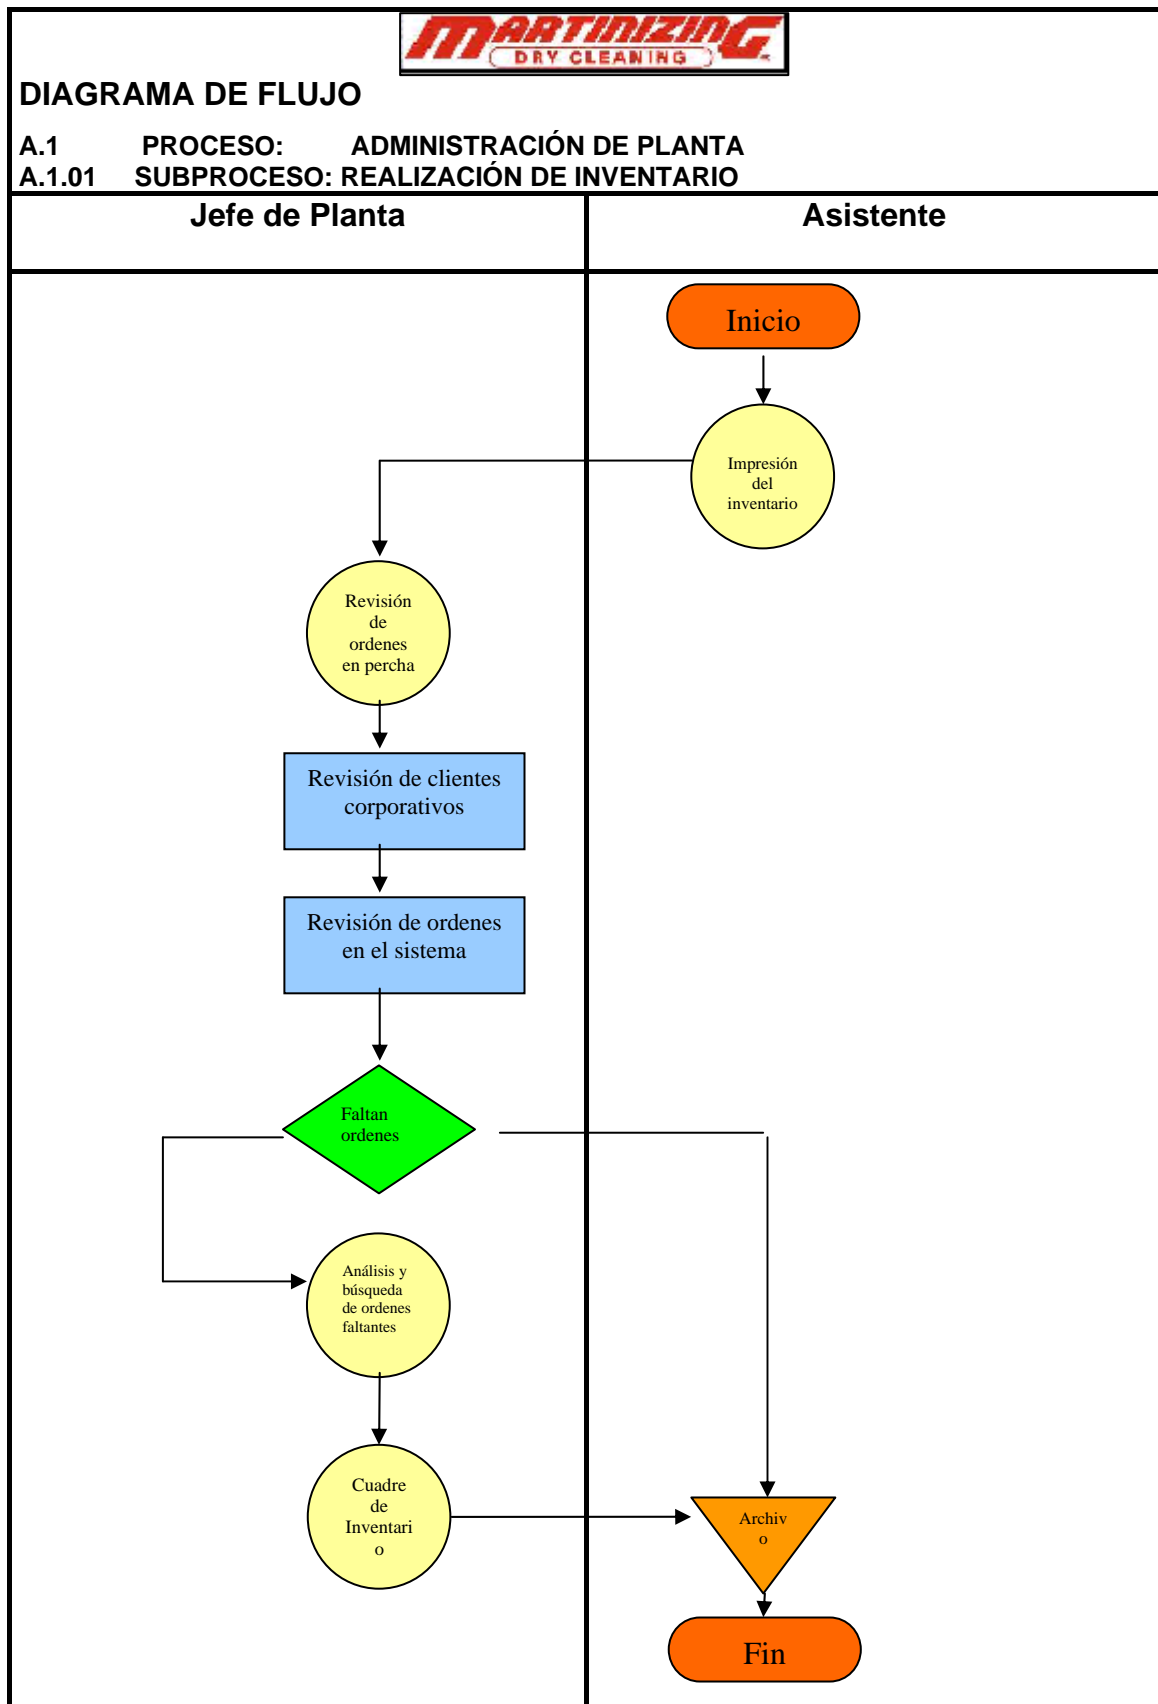 MARTINIZING
DRY CLEANING
DIAGRAMA DE FLUJO
A.1 PROCESO: ADMINISTRACIÓN DE PLANTA
A.1.01 SUBPROCESO: REALIZACIÓN DE INVENTARIO
Jefe de Planta
Asistente
Inicio
Impresión
del
inventario
Revisión
de
ordenes
en percha
Revisión de clientes
corporativos
Revisión de ordenes
en el sistema
Faltan
ordenes
Análisis y
búsqueda
de ordenes
faltantes
Cuadre
de
Inventari
o
Archiv
o
Fin